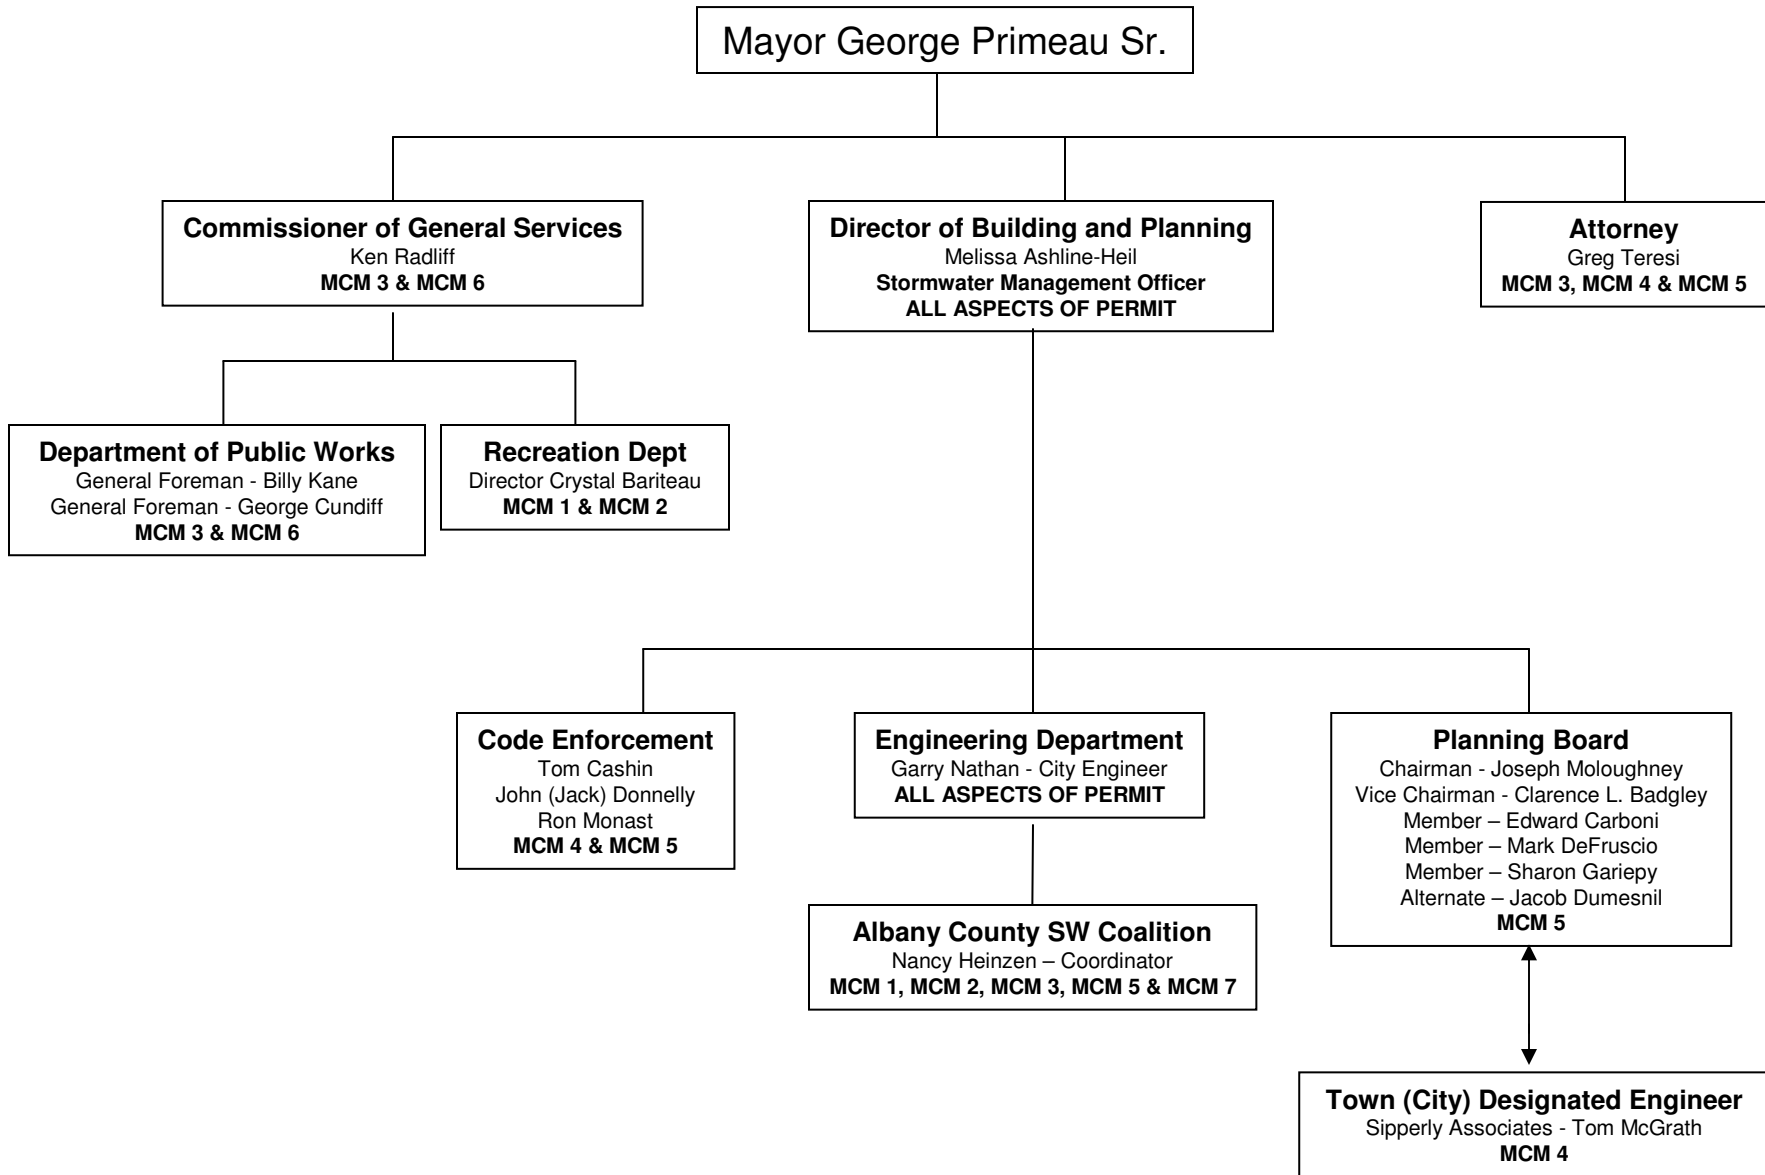 Mayor George Primeau Sr.
Commissioner of General Services
Ken Radliff
MCM 3 & MCM 6
Director of Building and Planning
Melissa Ashline-Heil
Stormwater Management Officer
ALL ASPECTS OF PERMIT
Attorney
Greg Teresi
MCM 3, MCM 4 & MCM 5
Department of Public Works
General Foreman - Billy Kane
General Foreman - George Cundiff
MCM 3 & MCM 6
Recreation Dept
Director Crystal Bariteau
MCM 1 & MCM 2
Code Enforcement
Tom Cashin
John (Jack) Donnelly
Ron Monast
MCM 4 & MCM 5
Engineering Department
Garry Nathan - City Engineer
ALL ASPECTS OF PERMIT
Planning Board
Chairman - Joseph Moloughney
Vice Chairman - Clarence L. Badgley
Member – Edward Carboni
Member – Mark DeFruscio
Member – Sharon Gariepy
Alternate – Jacob Dumesnil
MCM 5
Albany County SW Coalition
Nancy Heinzen – Coordinator
MCM 1, MCM 2, MCM 3, MCM 5 & MCM 7
Town (City) Designated Engineer
Sipperly Associates - Tom McGrath
MCM 4